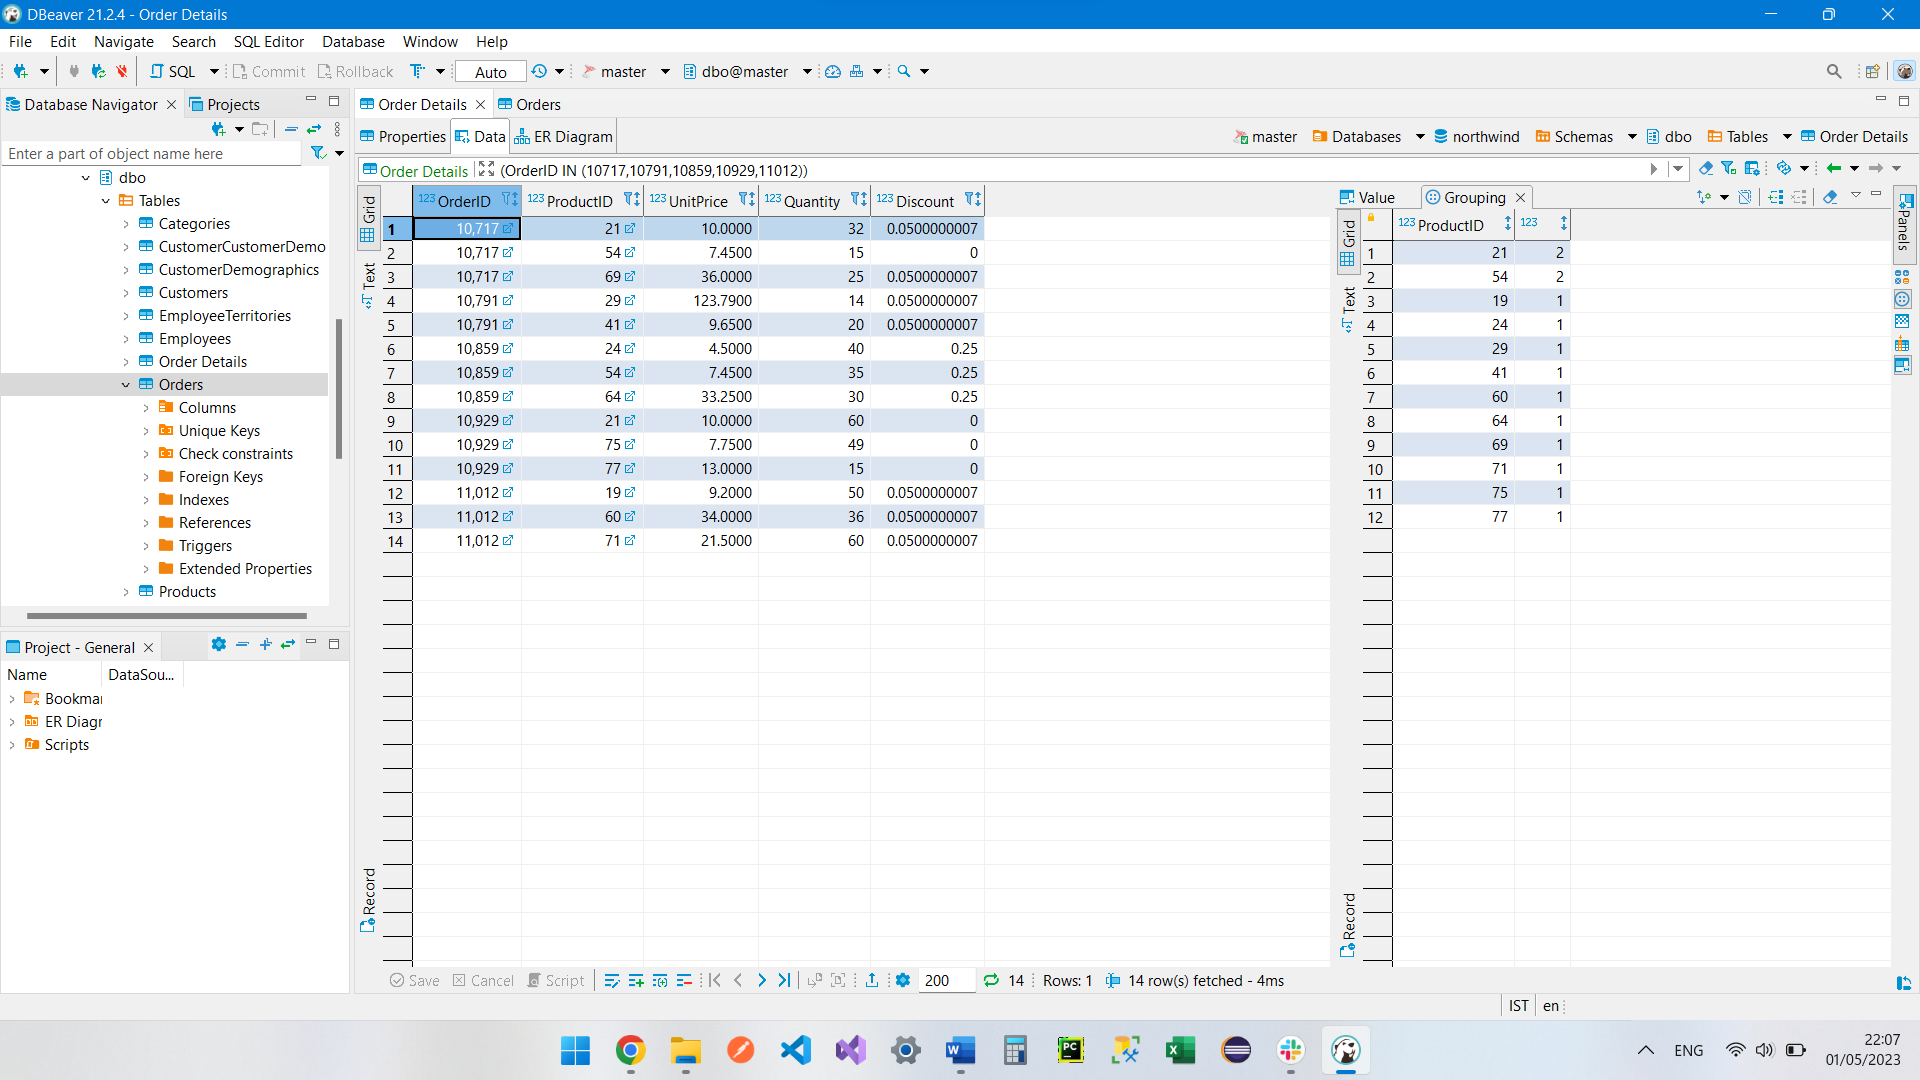 DBeaver 21.2.4 - Order Details
File Edit Navigate Search SQL Editor Database Window Help
SQL Commit Rollback Auto master dbo@master
Database Navigator Projects
Enter a part of object name here
dbo
Tables
Categories
CustomerCustomerDemo
CustomerDemographics
Customers
EmployeeTerritories
Employees
Order Details
Orders
Columns
Unique Keys
Check constraints
Foreign Keys
Indexes
References
Triggers
Extended Properties
Products
Project - General
Name DataSou...
Bookmar
ER Diagr
Scripts
Order Details Orders
Properties Data ER Diagram master Databases northwind Schemas dbo Tables Order Details
Order Details (OrderID IN (10717,10791,10859,10929,11012))
Grid
Text
Record
123 OrderID 123 ProductID 123 UnitPrice 123 Quantity 123 Discount
1 10,717 21 10.0000 32 0.0500000007
2 10,717 54 7.4500 15 0
3 10,717 69 36.0000 25 0.0500000007
4 10,791 29 123.7900 14 0.0500000007
5 10,791 41 9.6500 20 0.0500000007
6 10,859 24 4.5000 40 0.25
7 10,859 54 7.4500 35 0.25
8 10,859 64 33.2500 30 0.25
9 10,929 21 10.0000 60 0
10 10,929 75 7.7500 49 0
11 10,929 77 13.0000 15 0
12 11,012 19 9.2000 50 0.0500000007
13 11,012 60 34.0000 36 0.0500000007
14 11,012 71 21.5000 60 0.0500000007
Value Grouping
Grid
Text
Record
123 ProductID 123
1 21 2
2 54 2
3 19 1
4 24 1
5 29 1
6 41 1
7 60 1
8 64 1
9 69 1
10 71 1
11 75 1
12 77 1
Panels
Save Cancel Script 200 14 Rows: 1 14 row(s) fetched - 4ms
IST en
W PC X
ENG
22:07
01/05/2023